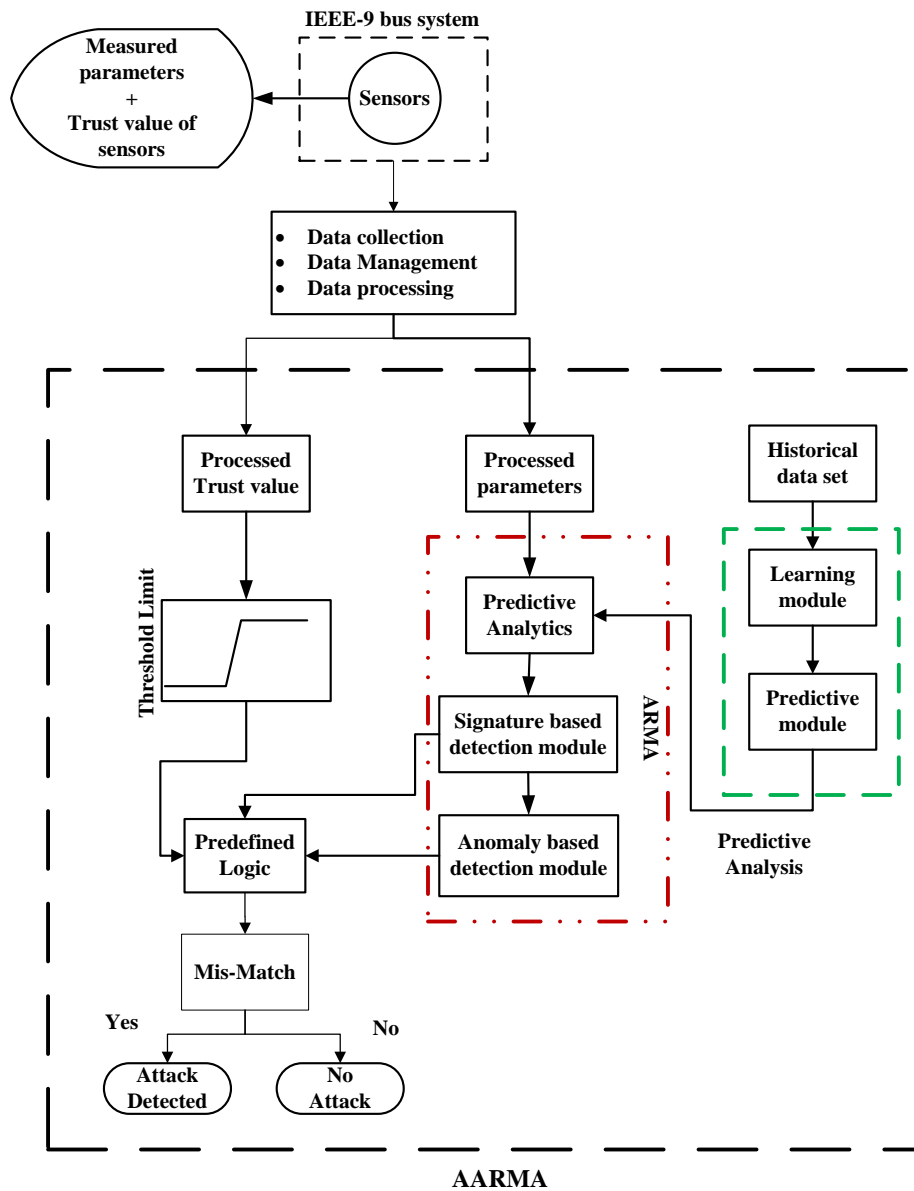 IEEE-9 bus system
Measured
parameters
+
Trust value of
sensors
Sensors
• Data collection
• Data Management
• Data processing
Processed
Trust value
Processed
parameters
Historical
data set
Threshold Limit
Predictive
Analytics
Learning
module
Signature based
detection module
ARMA
Predictive
module
Predefined
Logic
Anomaly based
detection module
Predictive
Analysis
Mis-Match
Yes
No
Attack
Detected
No
Attack
AARMA